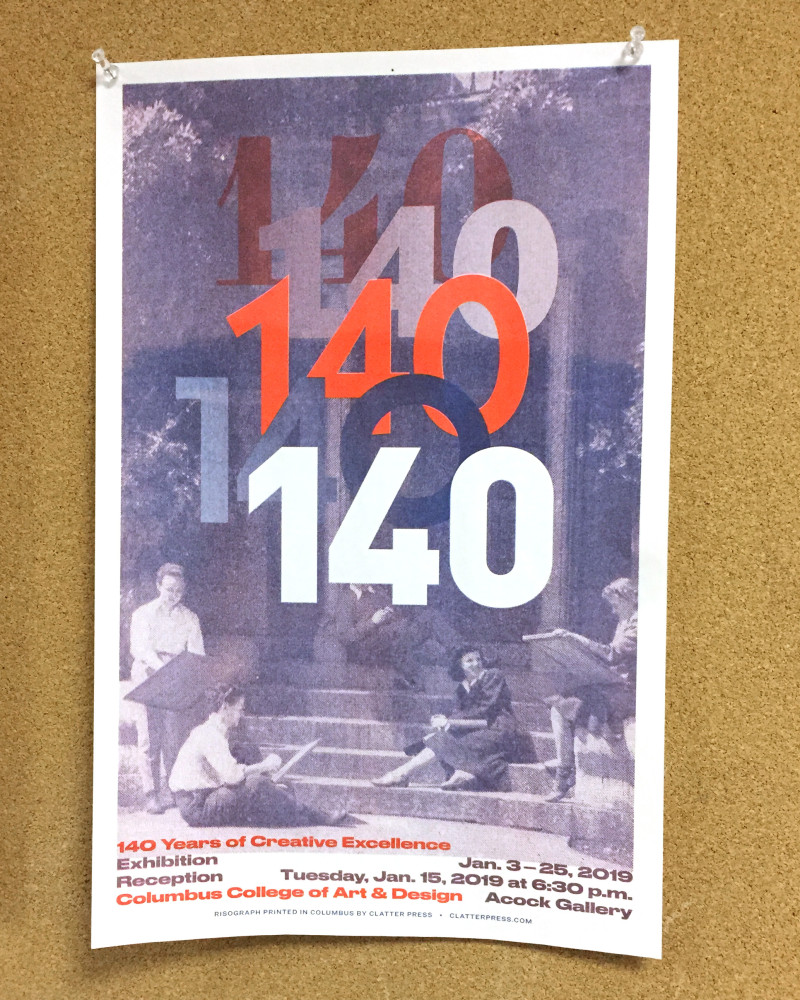 140
140
140
140
140
140 Years of Creative Excellence
Exhibition Jan. 3 – 25, 2019
Reception Tuesday, Jan. 15, 2019 at 6:30 p.m.
Columbus College of Art & Design Acock Gallery
RISOGRAPH PRINTED IN COLUMBUS BY CLATTER PRESS • CLATTERPRESS.COM